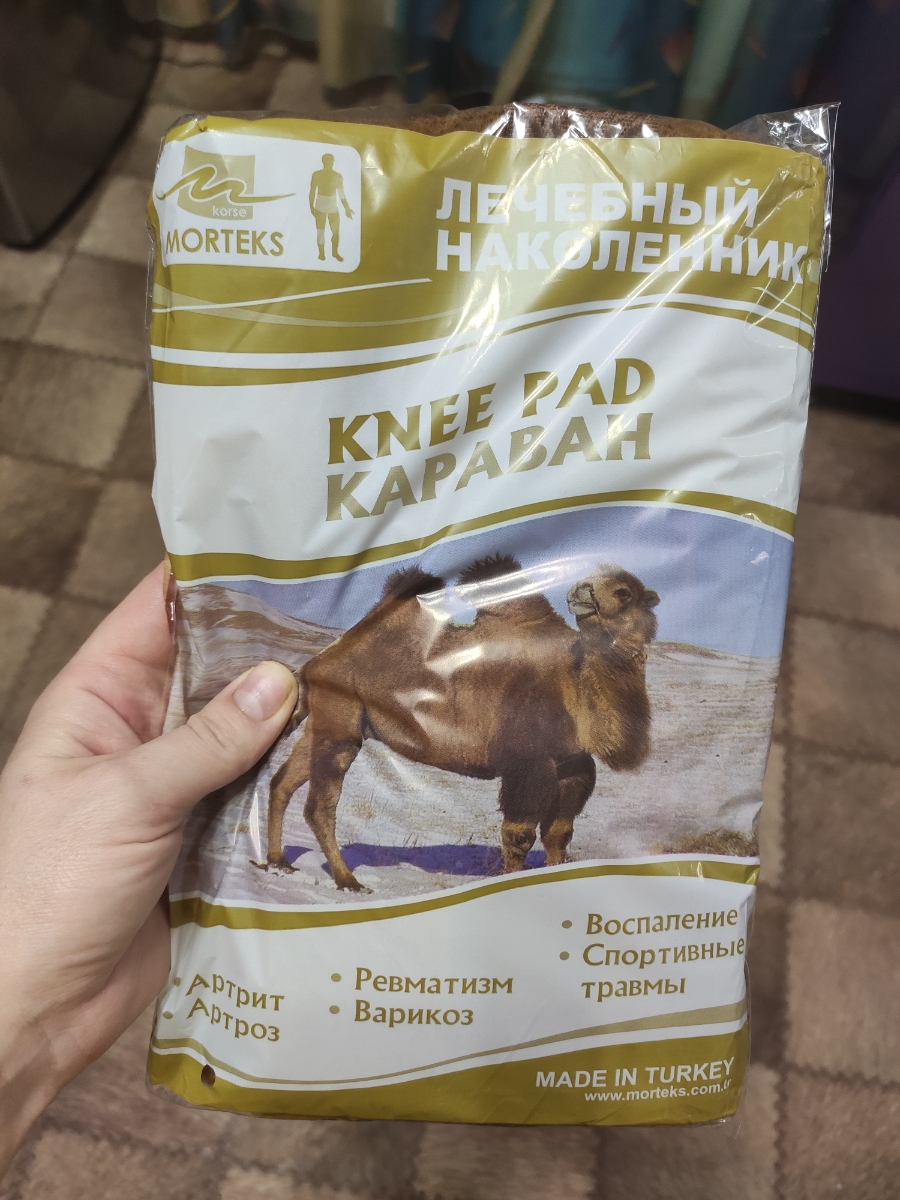 korse
MORTEKS
ЛЕЧЕБНЫЙ
НАКОЛЕННИК
KNEE PAD
КАРАВАН
• Артрит
• Артроз
• Ревматизм
• Варикоз
• Воспаление
• Спортивные
травмы
MADE IN TURKEY
www.morteks.com.tr